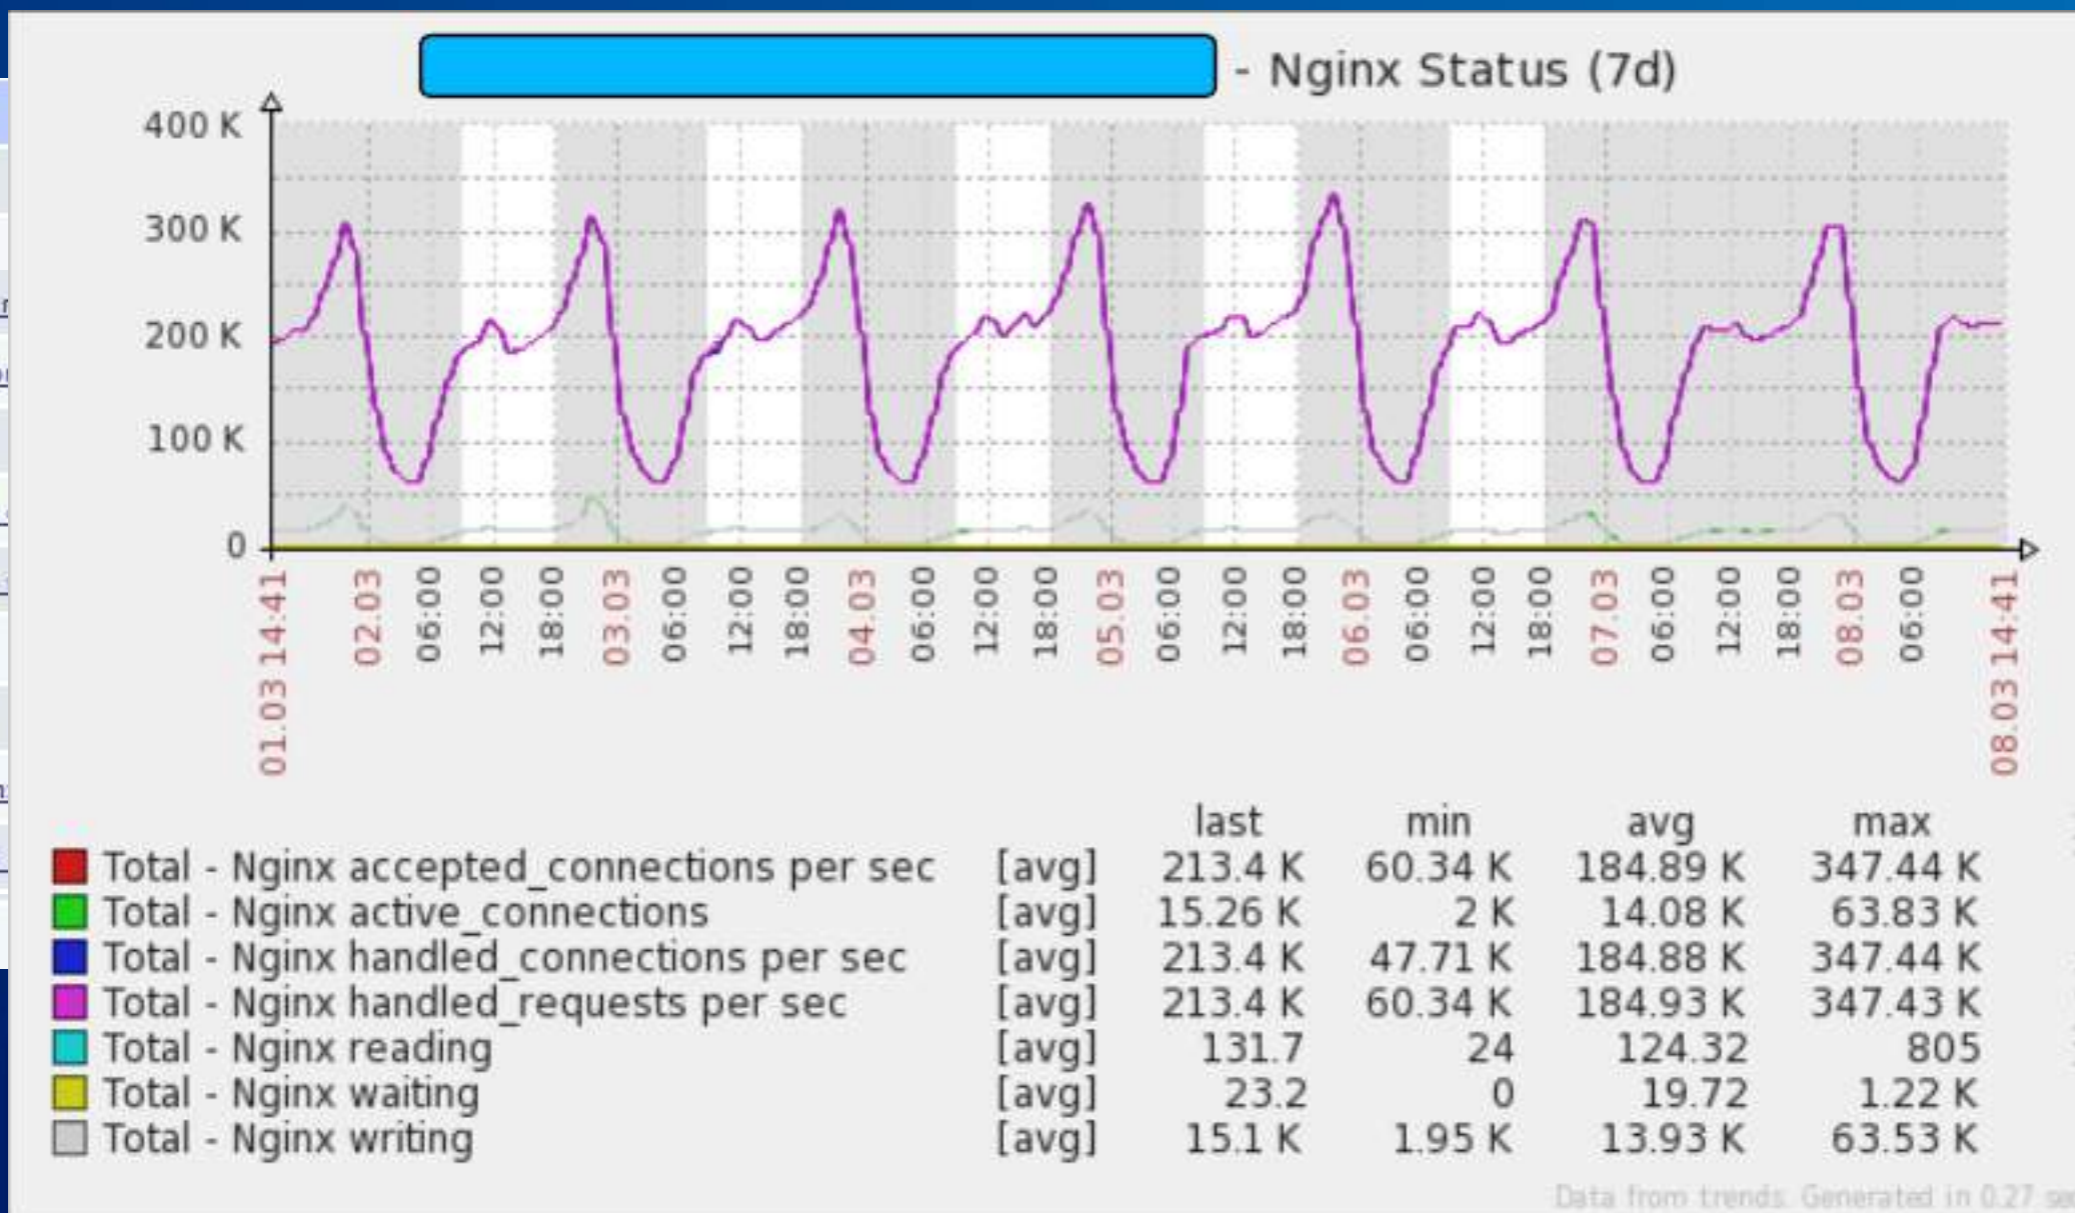 - Nginx Status (7d)
400 K
300 K
200 K
100 K
0
01.03 14:41 02.03 06:00 12:00 18:00 03.03 06:00 12:00 18:00 04.03 06:00 12:00 18:00 05.03 06:00 12:00 18:00 06.03 06:00 12:00 18:00 07.03 06:00 12:00 18:00 08.03 06:00 08.03 14:41
last min avg max
Total - Nginx accepted_connections per sec [avg] 213.4 K 60.34 K 184.89 K 347.44 K
Total - Nginx active_connections [avg] 15.26 K 2 K 14.08 K 63.83 K
Total - Nginx handled_connections per sec [avg] 213.4 K 47.71 K 184.88 K 347.44 K
Total - Nginx handled_requests per sec [avg] 213.4 K 60.34 K 184.93 K 347.43 K
Total - Nginx reading [avg] 131.7 24 124.32 805
Total - Nginx waiting [avg] 23.2 0 19.72 1.22 K
Total - Nginx writing [avg] 15.1 K 1.95 K 13.93 K 63.53 K
Data from trends. Generated in 0.27